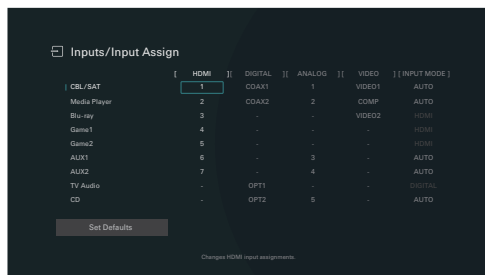 Inputs/Input Assign
[ HDMI ][ DIGITAL ][ ANALOG ][ VIDEO ] [ INPUT MODE ]
CBL/SAT 1 COAX1 1 VIDEO1 AUTO
Media Player 2 COAX2 2 COMP AUTO
Blu-ray 3 - - VIDEO2 HDMI
Game1 4 - - - HDMI
Game2 5 - - - HDMI
AUX1 6 - 3 - AUTO
AUX2 7 - 4 - AUTO
TV Audio - OPT1 - - DIGITAL
CD - OPT2 5 - AUTO
Set Defaults
Changes HDMI input assignments.